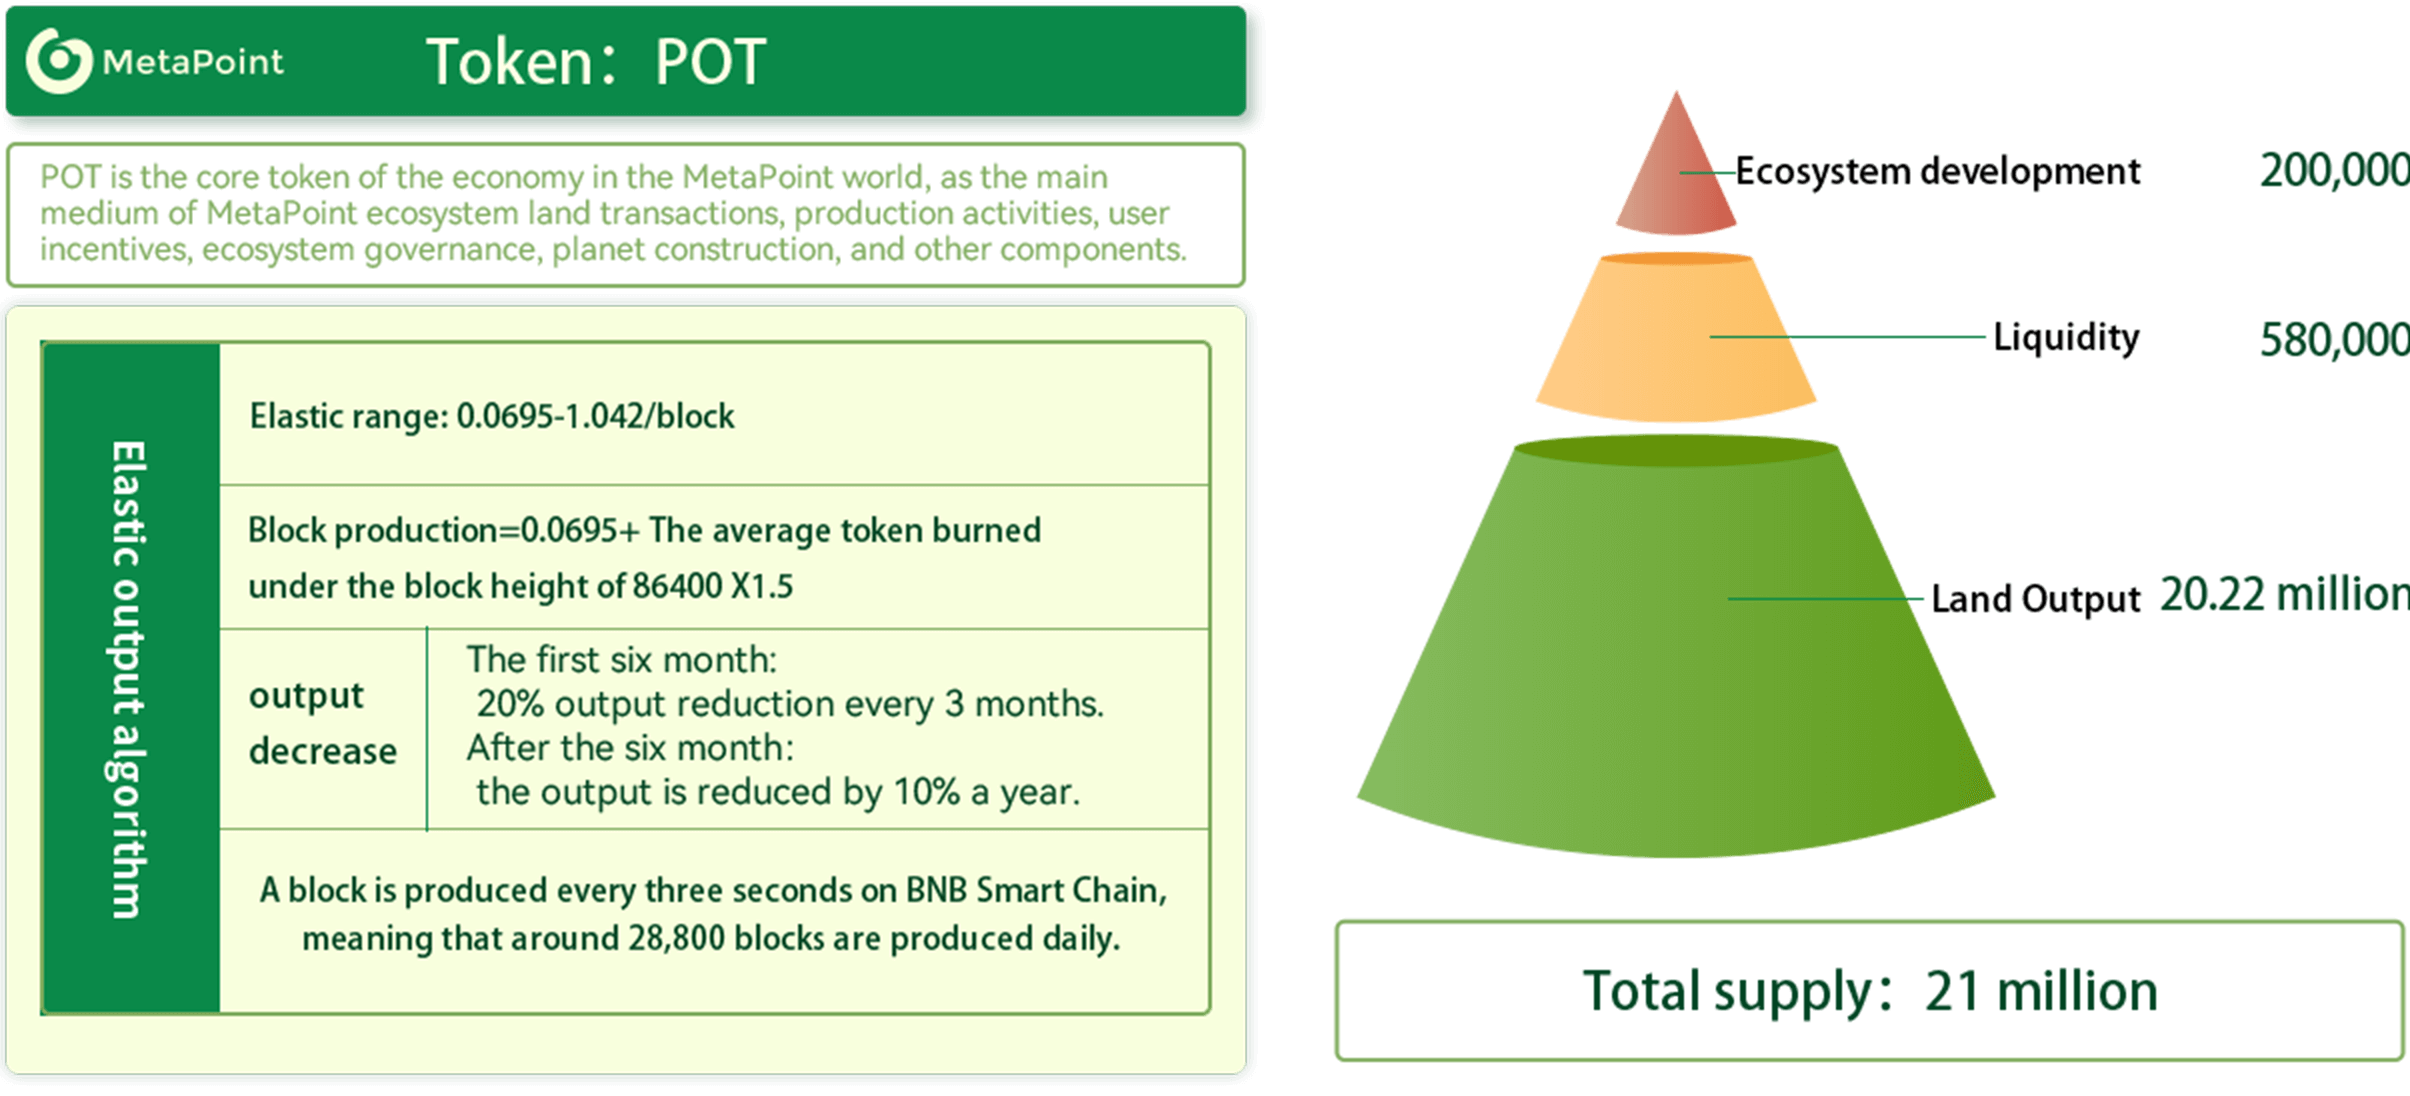 MetaPoint
Token: POT
POT is the core token of the economy in the MetaPoint world, as the main
medium of MetaPoint ecosystem land transactions, production activities, user
incentives, ecosystem governance, planet construction, and other components.
Elastic output algorithm
Elastic range: 0.0695-1.042/block
Block production=0.0695+ The average token burned
under the block height of 86400 X1.5
output
decrease
The first six month:
20% output reduction every 3 months.
After the six month:
the output is reduced by 10% a year.
A block is produced every three seconds on BNB Smart Chain,
meaning that around 28,800 blocks are produced daily.
Ecosystem development 200,000
Liquidity 580,000
Land Output 20.22 million
Total supply: 21 million